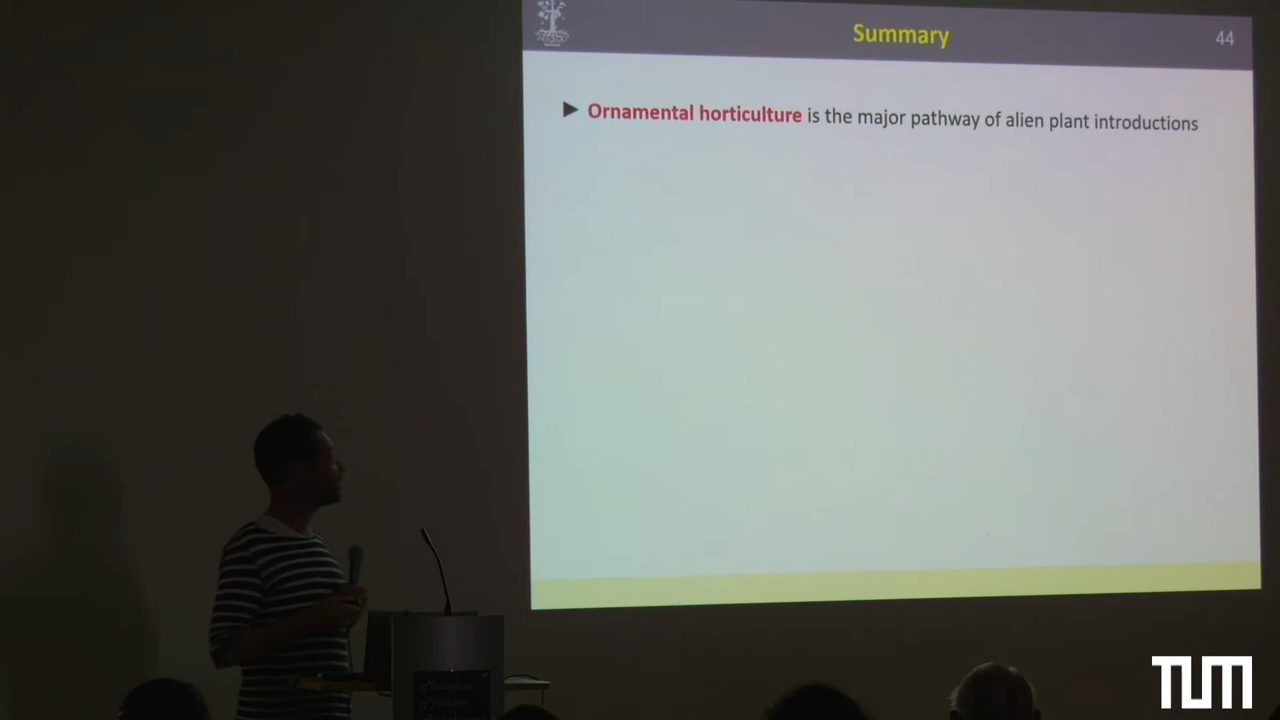 Summary
44
► Ornamental horticulture is the major pathway of alien plant introductions
TUM